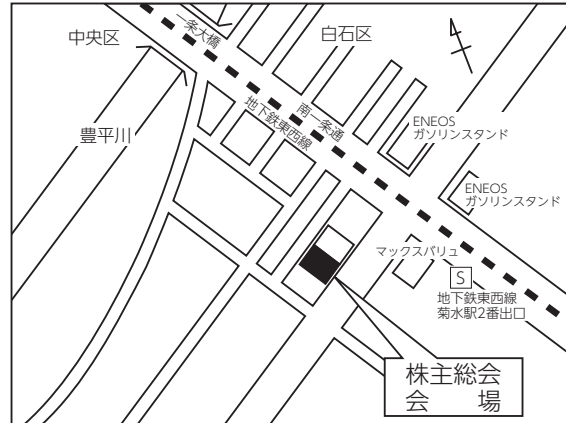 一条大橋
中央区
白石区
豊平川
地下鉄東西線
南一条通
ENEOS
ガソリンスタンド
ENEOS
ガソリンスタンド
マックスバリュ
S
地下鉄東西線
菊水駅2番出口
株主総会
会　場